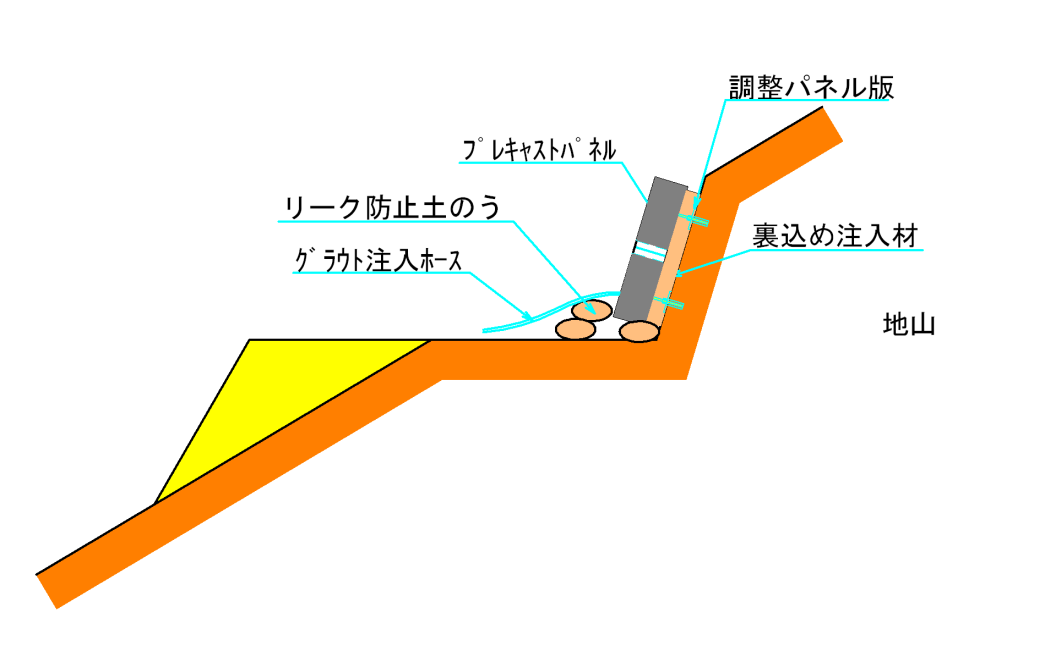 調整パネル版
ﾌﾟﾚｷｬｽﾄﾊﾟﾈﾙ
リーク防止土のう
裏込め注入材
ｸﾞﾗｳﾄ注入ﾎｰｽ
地山